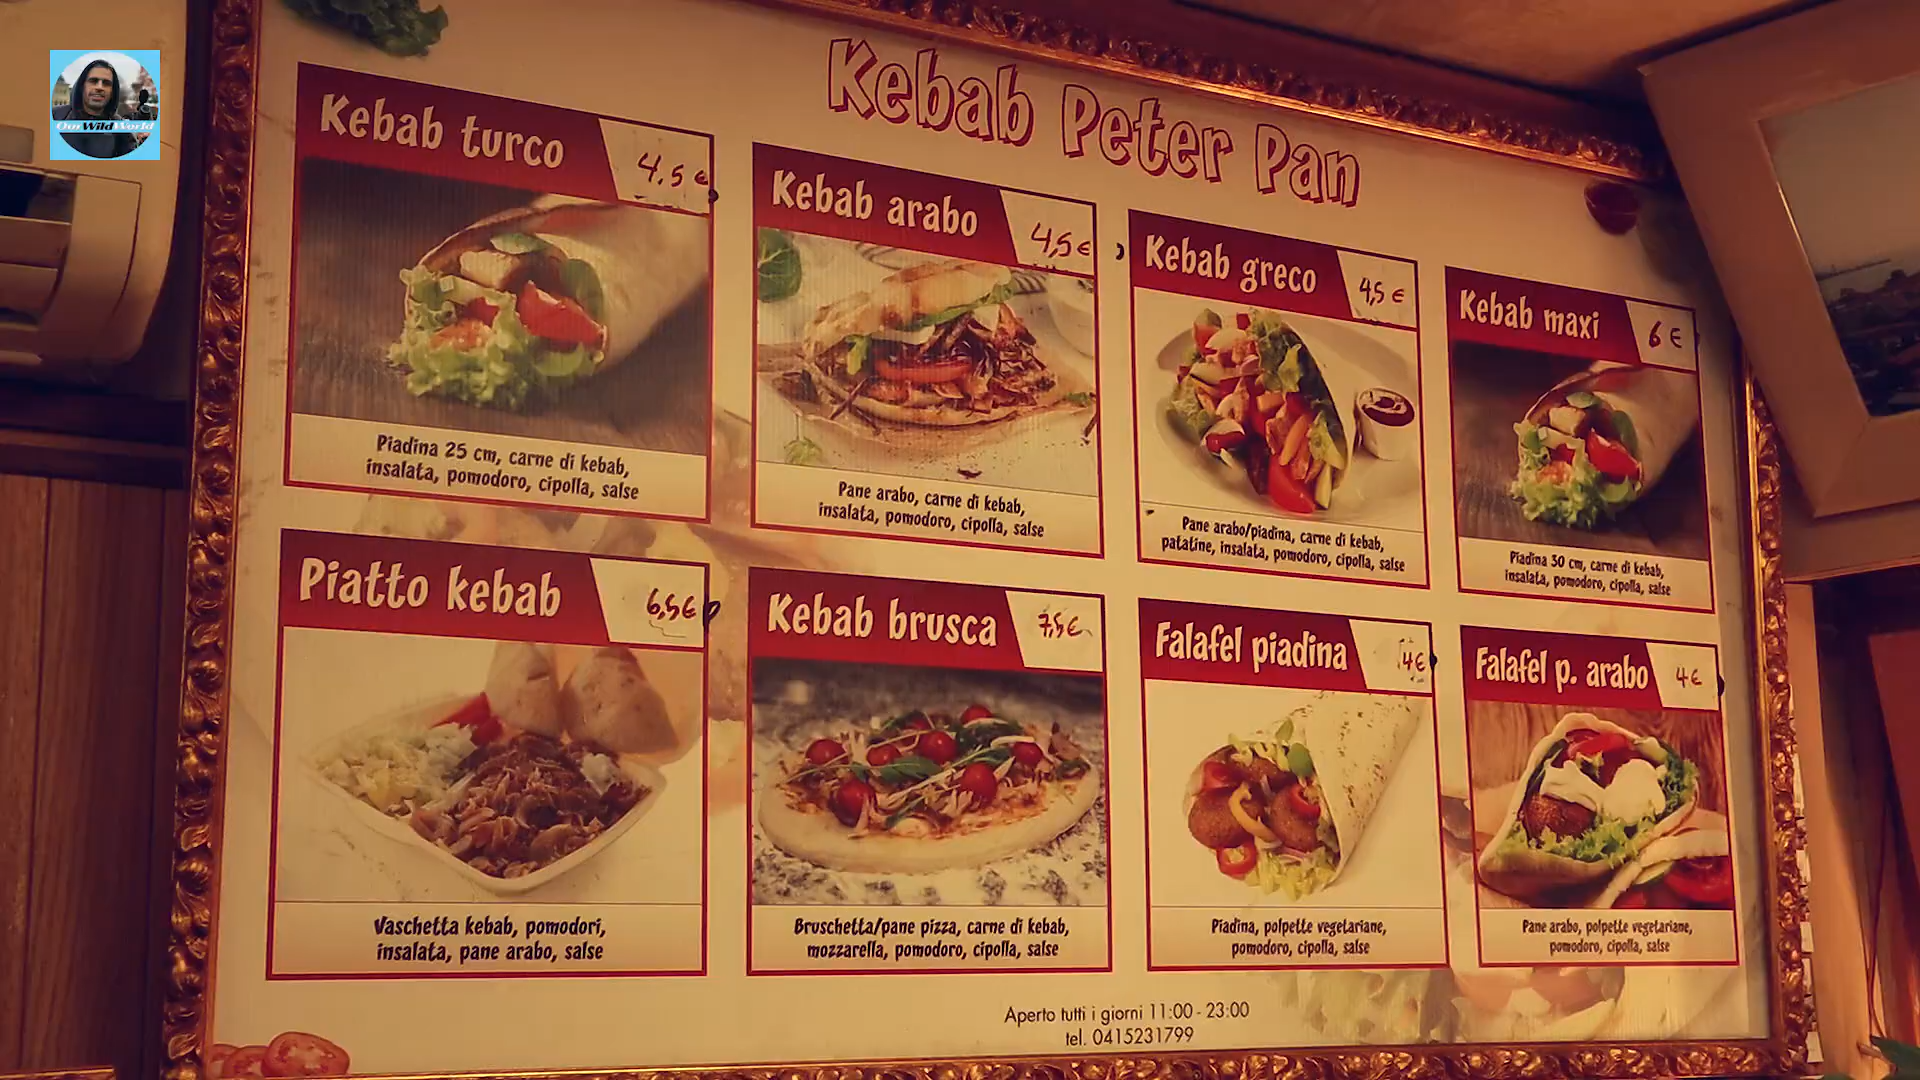 OurWildWorld
Kebab Peter Pan
Kebab turco
4.5 €
Piadina 25 cm, carne di kebab,
insalata, pomodoro, cipolla, salse
Kebab arabo
4,5 €
Pane arabo, carne di kebab,
insalata, pomodoro, cipolla, salse
Kebab greco
4,5 €
Pane arabo/piadina, carne di kebab,
patatine, insalata, pomodoro, cipolla, salse
Kebab maxi
6 €
Piadina 30 cm, carne di kebab,
insalata, pomodoro, cipolla, salse
Piatto kebab
6,5€
Vaschetta kebab, pomodori,
insalata, pane arabo, salse
Kebab brusca
7,5€
Bruschetta/pane pizza, carne di kebab,
mozzarella, pomodoro, cipolla, salse
Falafel piadina
4€
Piadina, polpette vegetariane,
pomodoro, cipolla, salse
Falafel p. arabo
4€
Pane arabo, polpette vegetariane,
pomodoro, cipolla, salse
Aperto tutti i giorni 11:00 - 23:00
tel. 0415231799